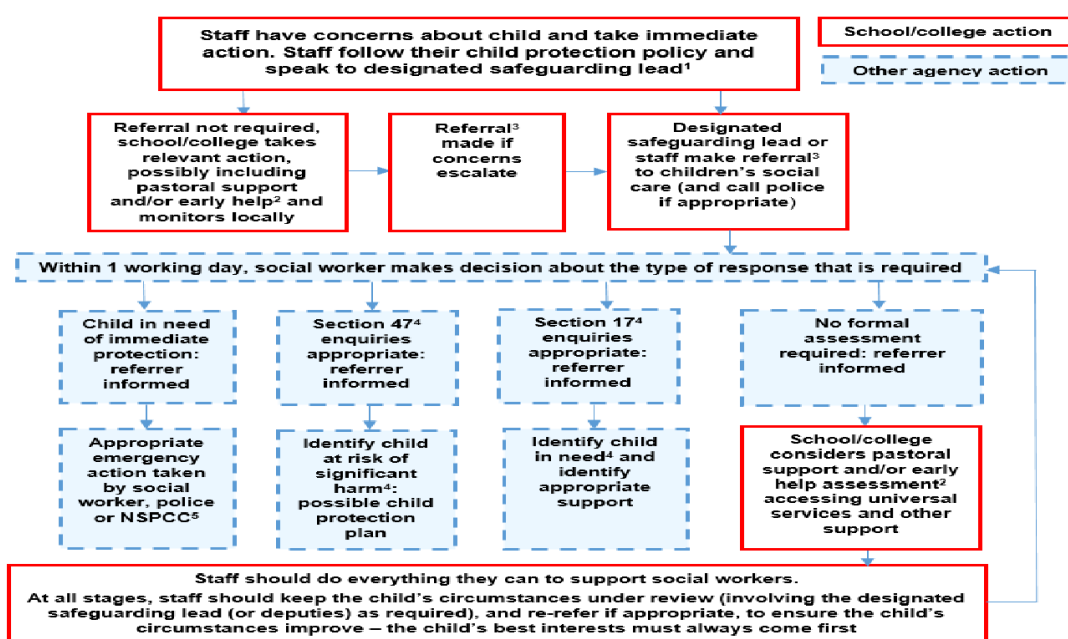 Staff have concerns about child and take immediate
action. Staff follow their child protection policy and
speak to designated safeguarding lead¹
School/college action
Other agency action
Referral not required,
school/college takes
relevant action,
possibly including
pastoral support
and/or early help² and
monitors locally
Referral³
made if
concerns
escalate
Designated
safeguarding lead or
staff make referral³
to children's social
care (and call police
if appropriate)
Within 1 working day, social worker makes decision about the type of response that is required
Child in need
of immediate
protection:
referrer
informed
Section 47⁴
enquiries
appropriate:
referrer
informed
Section 17⁴
enquiries
appropriate:
referrer
informed
No formal
assessment
required: referrer
informed
Appropriate
emergency
action taken
by social
worker, police
or NSPCC⁵
Identify child
at risk of
significant
harm⁴:
possible child
protection
plan
Identify child
in need⁴ and
identify
appropriate
support
School/college
considers pastoral
support and/or early
help assessment²
accessing universal
services and other
support
Staff should do everything they can to support social workers.
At all stages, staff should keep the child's circumstances under review (involving the designated
safeguarding lead (or deputies) as required), and re-refer if appropriate, to ensure the child's
circumstances improve – the child's best interests must always come first